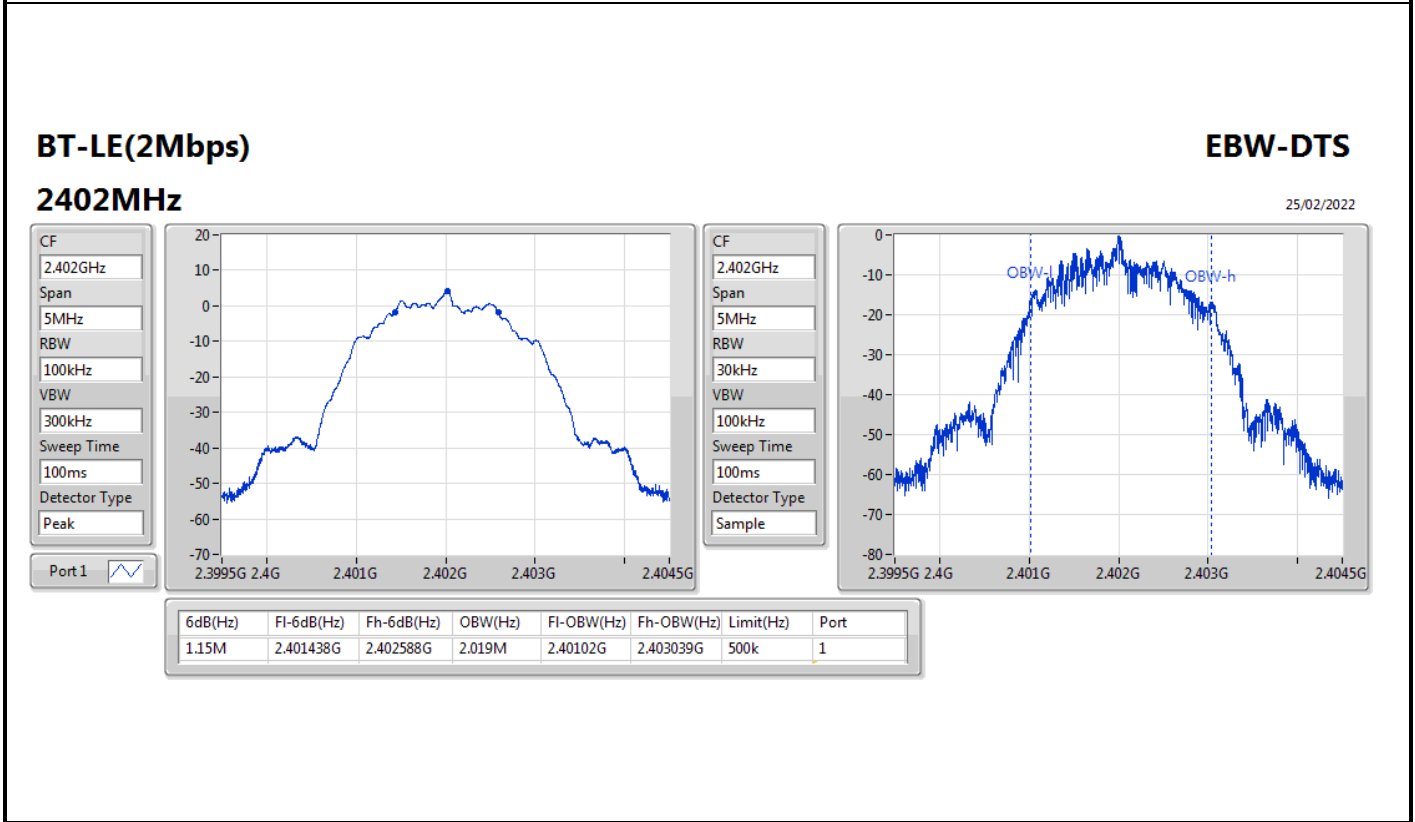 BT-LE(2Mbps)
EBW-DTS
2402MHz
25/02/2022
CF
2.402GHz
Span
5MHz
RBW
100kHz
VBW
300kHz
Sweep Time
100ms
Detector Type
Peak
Port 1
20
10
0
-10
-20
-30
-40
-50
-60
-70
2.3995G 2.4G 2.401G 2.402G 2.403G 2.4045G
CF
2.402GHz
Span
5MHz
RBW
30kHz
VBW
100kHz
Sweep Time
100ms
Detector Type
Sample
0
-10
-20
-30
-40
-50
-60
-70
-80
OBW-l
OBW-h
2.3995G 2.4G 2.401G 2.402G 2.403G 2.4045G
6dB(Hz) Fl-6dB(Hz) Fh-6dB(Hz) OBW(Hz) Fl-OBW(Hz) Fh-OBW(Hz) Limit(Hz) Port
1.15M 2.401438G 2.402588G 2.019M 2.40102G 2.403039G 500k 1